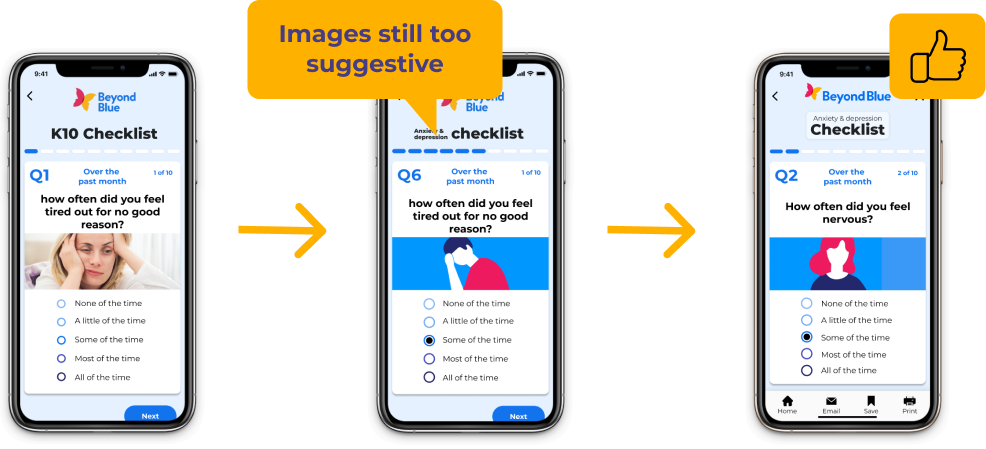 Images still too
suggestive
9:41
Beyond
Blue
K10 Checklist
Q1
Over the
past month
1 of 10
how often did you feel
tired out for no good
reason?
None of the time
A little of the time
Some of the time
Most of the time
All of the time
Next
Beyond
Blue
Anxiety &
depression
checklist
Q6
Over the
past month
1 of 10
how often did you feel
tired out for no good
reason?
None of the time
A little of the time
Some of the time
Most of the time
All of the time
Next
9:41
Beyond Blue
Anxiety & depression
Checklist
Q2
Over the
past month
2 of 10
How often did you feel
nervous?
None of the time
A little of the time
Some of the time
Most of the time
All of the time
Home Email Save Print